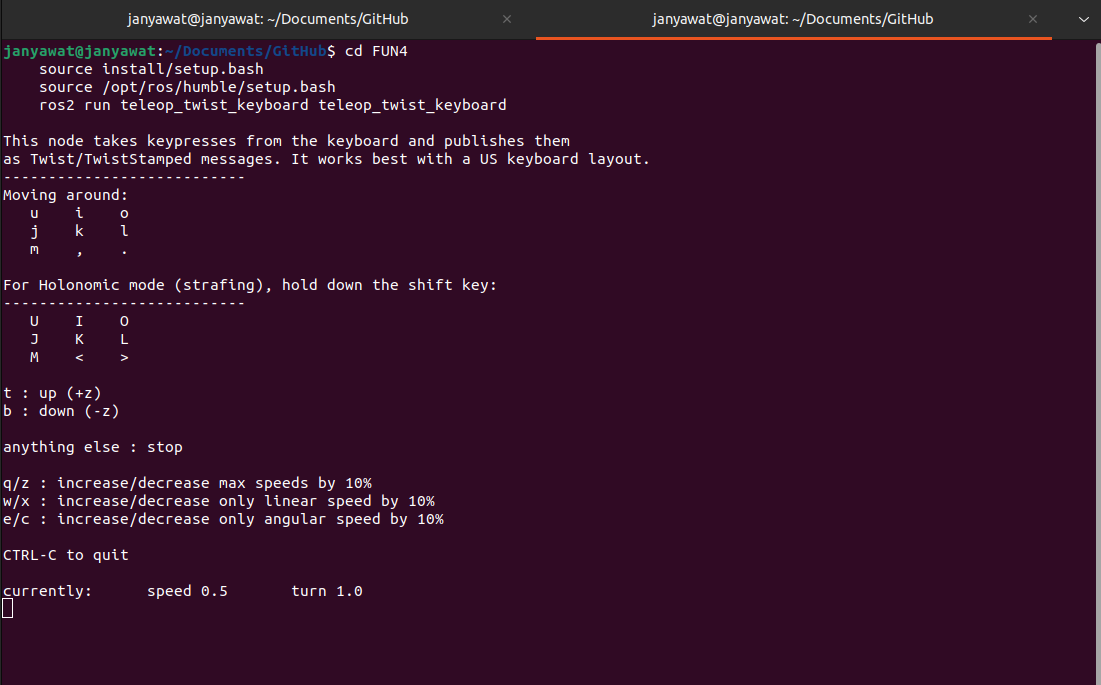 janyawat@janyawat: ~/Documents/GitHub × janyawat@janyawat: ~/Documents/GitHub ×
janyawat@janyawat:~/Documents/GitHub$ cd FUN4
    source install/setup.bash
    source /opt/ros/humble/setup.bash
    ros2 run teleop_twist_keyboard teleop_twist_keyboard

This node takes keypresses from the keyboard and publishes them
as Twist/TwistStamped messages. It works best with a US keyboard layout.
---------------------------
Moving around:
   u    i    o
   j    k    l
   m    ,    .

For Holonomic mode (strafing), hold down the shift key:
---------------------------
   U    I    O
   J    K    L
   M    <    >

t : up (+z)
b : down (-z)

anything else : stop

q/z : increase/decrease max speeds by 10%
w/x : increase/decrease only linear speed by 10%
e/c : increase/decrease only angular speed by 10%

CTRL-C to quit

currently:      speed 0.5       turn 1.0